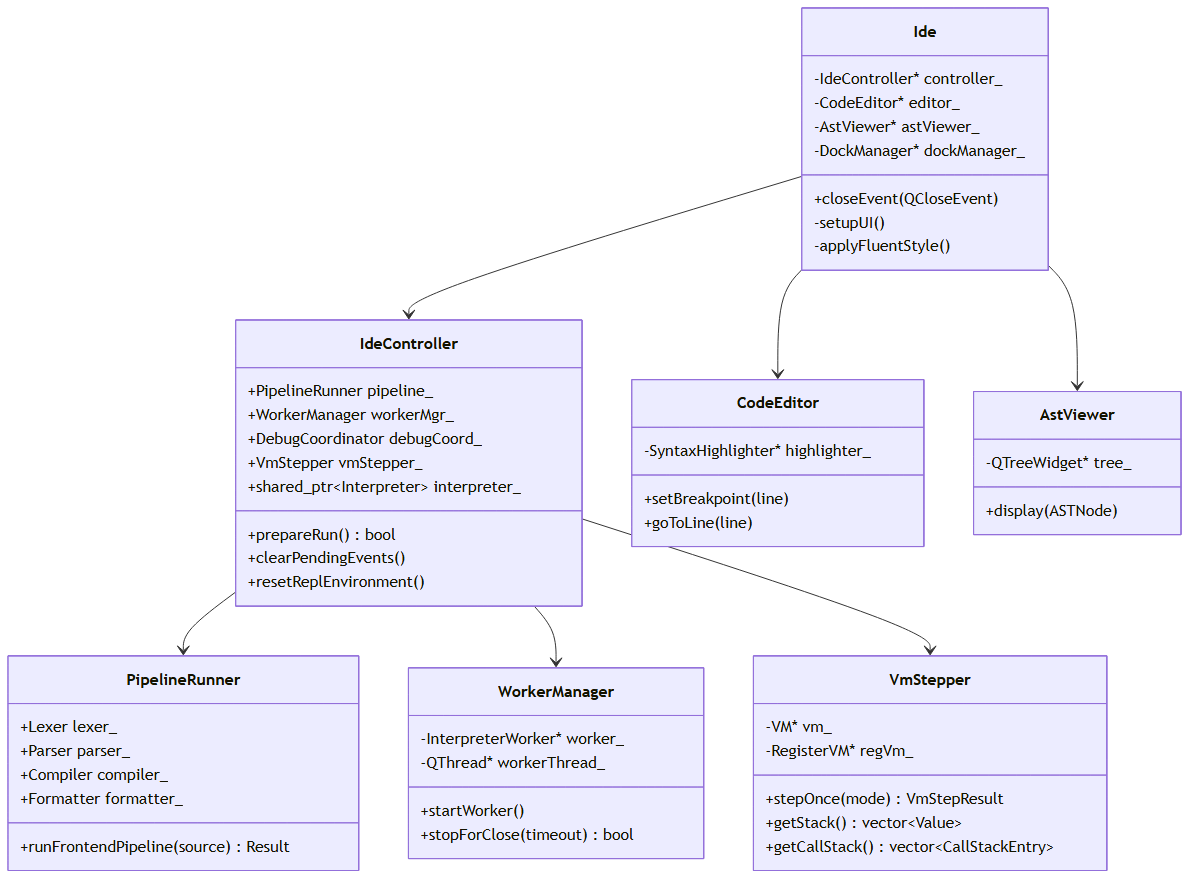 Ide
-IdeController* controller_
-CodeEditor* editor_
-AstViewer* astViewer_
-DockManager* dockManager_
+closeEvent(QCloseEvent)
-setupUI()
-applyFluentStyle()
IdeController
+PipelineRunner pipeline_
+WorkerManager workerMgr_
+DebugCoordinator debugCoord_
+VmStepper vmStepper_
+shared_ptr<Interpreter> interpreter_
+prepareRun() : bool
+clearPendingEvents()
+resetReplEnvironment()
CodeEditor
-SyntaxHighlighter* highlighter_
+setBreakpoint(line)
+goToLine(line)
AstViewer
-QTreeWidget* tree_
+display(ASTNode)
PipelineRunner
+Lexer lexer_
+Parser parser_
+Compiler compiler_
+Formatter formatter_
+runFrontendPipeline(source) : Result
WorkerManager
-InterpreterWorker* worker_
-QThread* workerThread_
+startWorker()
+stopForClose(timeout) : bool
VmStepper
-VM* vm_
-RegisterVM* regVm_
+stepOnce(mode) : VmStepResult
+getStack() : vector<Value>
+getCallStack() : vector<CallStackEntry>